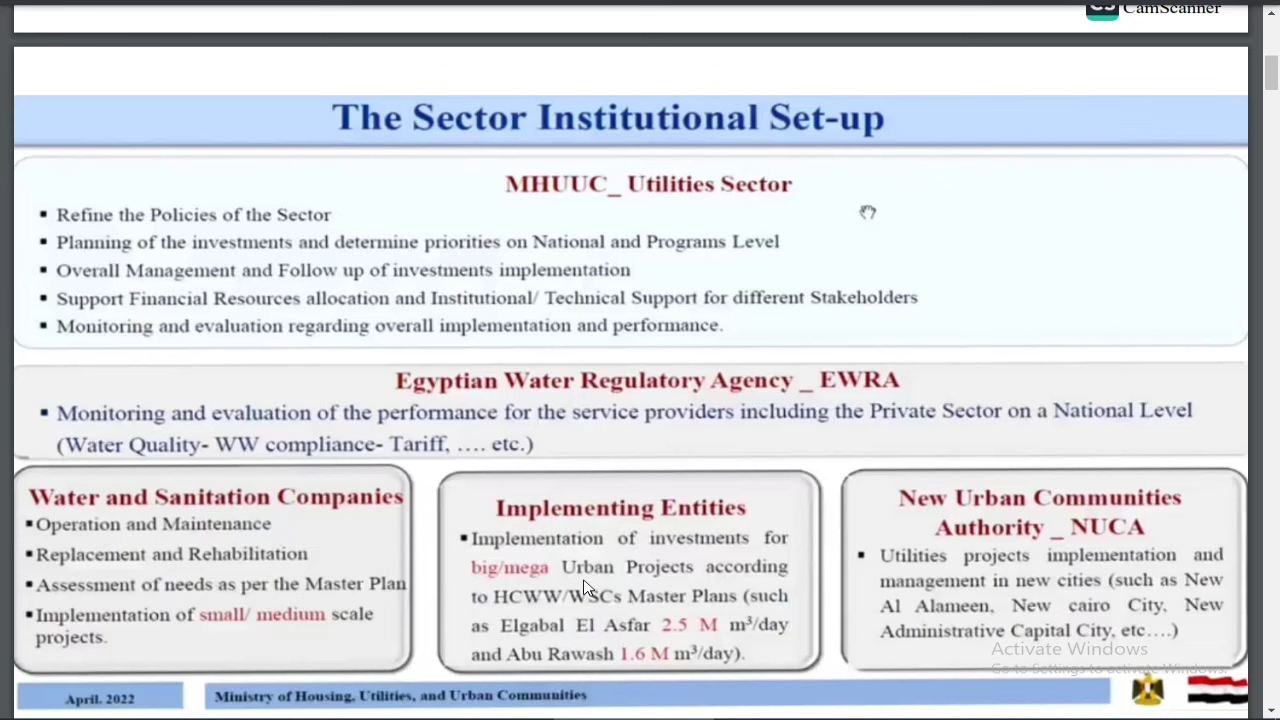 CamScanner
The Sector Institutional Set-up
MHUUC_ Utilities Sector
▪ Refine the Policies of the Sector
▪ Planning of the investments and determine priorities on National and Programs Level
▪ Overall Management and Follow up of investments implementation
▪ Support Financial Resources allocation and Institutional/ Technical Support for different Stakeholders
▪ Monitoring and evaluation regarding overall implementation and performance.
Egyptian Water Regulatory Agency _ EWRA
▪ Monitoring and evaluation of the performance for the service providers including the Private Sector on a National Level
(Water Quality- WW compliance- Tariff, .... etc.)
Water and Sanitation Companies
▪Operation and Maintenance
▪Replacement and Rehabilitation
▪Assessment of needs as per the Master Plan
▪Implementation of small/ medium scale
projects.
Implementing Entities
▪Implementation of investments for
big/mega Urban Projects according
to HCWW/WSCs Master Plans (such
as Elgabal El Asfar 2.5 M m³/day
and Abu Rawash 1.6 M m³/day).
New Urban Communities
Authority _ NUCA
▪ Utilities projects implementation and
management in new cities (such as New
Al Alameen, New cairo City, New
Administrative Capital City, etc....)
Activate Windows
Go to Settings to activate Windows.
April. 2022
Ministry of Housing, Utilities, and Urban Communities